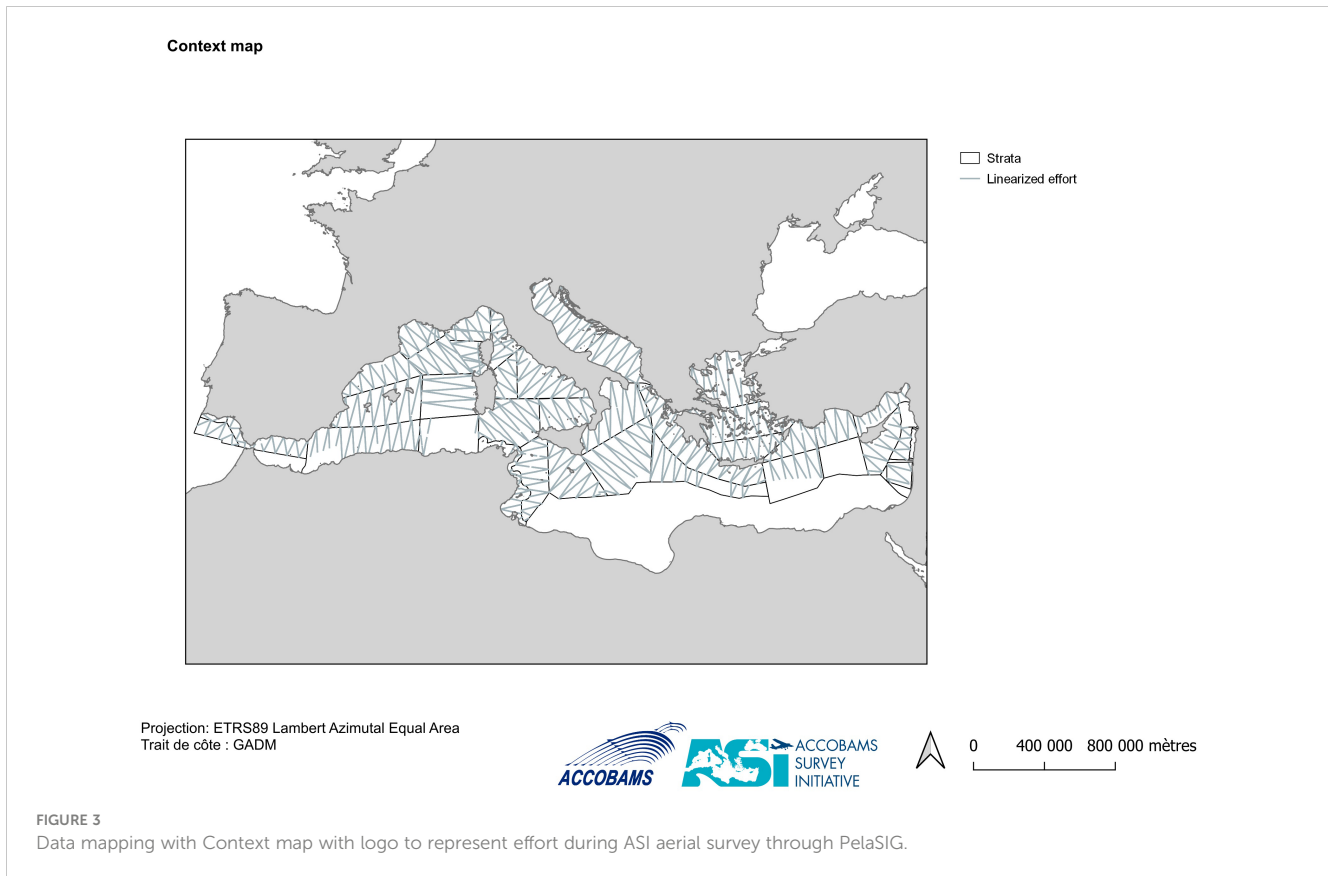 Context map
Strata
Linearized effort
Projection: ETRS89 Lambert Azimutal Equal Area
Trait de côte : GADM
ACCOBAMS
ASI
ACCOBAMS
SURVEY
INITIATIVE
0 400 000 800 000 mètres
FIGURE 3
Data mapping with Context map with logo to represent effort during ASI aerial survey through PelaSIG.